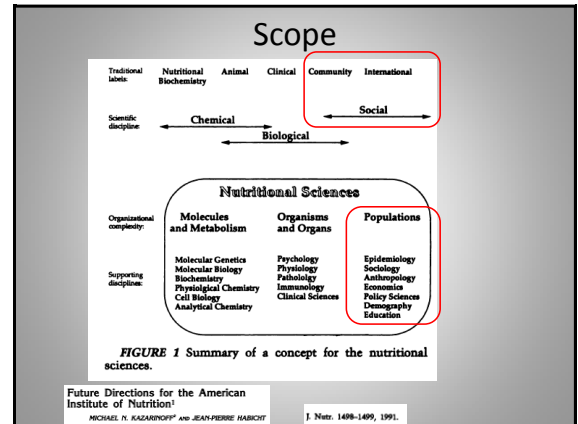 Scope
Traditional labels: Nutritional Biochemistry Animal Clinical Community International
Scientific discipline: Chemical Social
Biological
Nutritional Sciences
Organizational complexity: Molecules and Metabolism Organisms and Organs Populations
Supporting disciplines:
Molecular Genetics Psychology Epidemiology
Molecular Biology Physiology Sociology
Biochemistry Pathololgy Anthropology
Physiolgical Chemistry Immunology Economics
Cell Biology Clinical Sciences Policy Sciences
Analytical Chemistry Demography
Education
FIGURE 1 Summary of a concept for the nutritional
sciences.
Future Directions for the American
Institute of Nutrition¹
MICHAEL N. KAZARINOFF² AND JEAN-PIERRE HABICHT
J. Nutr. 1498-1499, 1991.